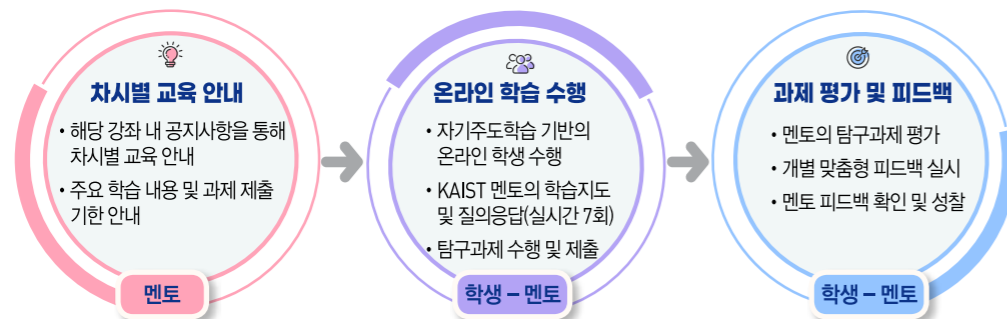 차시별 교육 안내
• 해당 강좌 내 공지사항을 통해
차시별 교육 안내
• 주요 학습 내용 및 과제 제출
기한 안내
멘토
온라인 학습 수행
• 자기주도학습 기반의
온라인 학생 수행
• KAIST 멘토의 학습지도
및 질의응답(실시간 7회)
• 탐구과제 수행 및 제출
학생 – 멘토
과제 평가 및 피드백
• 멘토의 탐구과제 평가
• 개별 맞춤형 피드백 실시
• 멘토 피드백 확인 및 성찰
학생 – 멘토